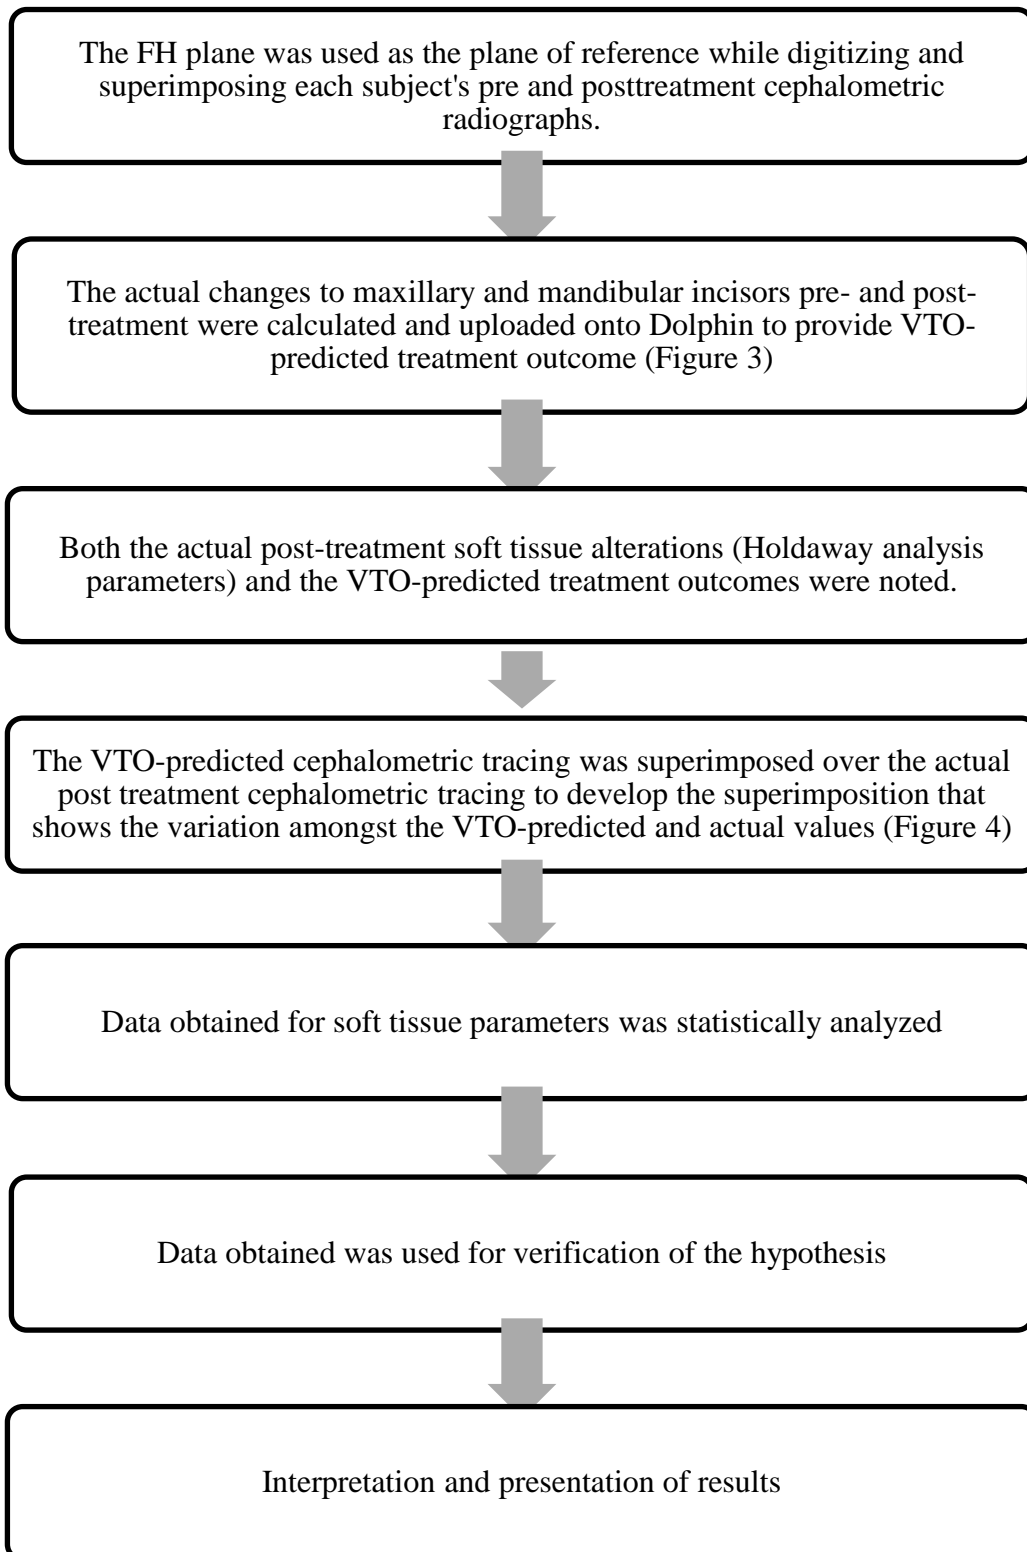 The FH plane was used as the plane of reference while digitizing and
superimposing each subject's pre and posttreatment cephalometric
radiographs.
The actual changes to maxillary and mandibular incisors pre- and post-
treatment were calculated and uploaded onto Dolphin to provide VTO-
predicted treatment outcome (Figure 3)
Both the actual post-treatment soft tissue alterations (Holdaway analysis
parameters) and the VTO-predicted treatment outcomes were noted.
The VTO-predicted cephalometric tracing was superimposed over the actual
post treatment cephalometric tracing to develop the superimposition that
shows the variation amongst the VTO-predicted and actual values (Figure 4)
Data obtained for soft tissue parameters was statistically analyzed
Data obtained was used for verification of the hypothesis
Interpretation and presentation of results